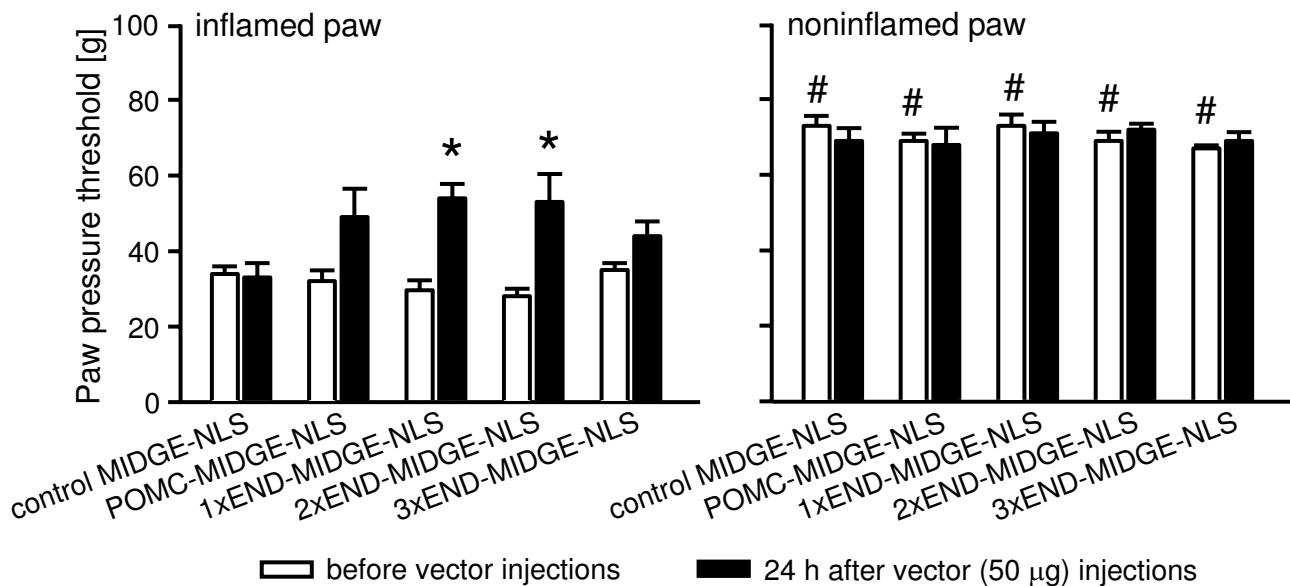 inflamed paw
noninflamed paw
Paw pressure threshold [g]
100
80
60
40
20
0
* *
# # # # #
control MIDGE-NLS
POMC-MIDGE-NLS
1xEND-MIDGE-NLS
2xEND-MIDGE-NLS
3xEND-MIDGE-NLS
control MIDGE-NLS
POMC-MIDGE-NLS
1xEND-MIDGE-NLS
2xEND-MIDGE-NLS
3xEND-MIDGE-NLS
before vector injections
24 h after vector (50 μg) injections